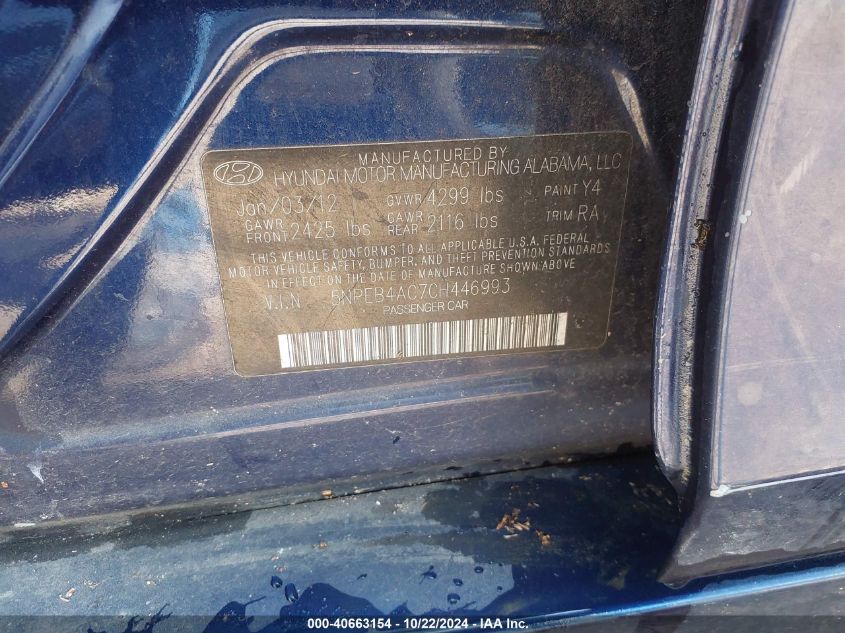 MANUFACTURED BY
HYUNDAI MOTOR MANUFACTURING ALABAMA, LLC
Jan/03/12 GVWR/4299 lbs PAINT Y4
GAWR FRONT/2425 lbs GAWR REAR/2116 lbs TRIM RA
THIS VEHICLE CONFORMS TO ALL APPLICABLE U.S.A. FEDERAL
MOTOR VEHICLE SAFETY, BUMPER, AND THEFT PREVENTION STANDARDS
IN EFFECT ON THE DATE OF MANUFACTURE SHOWN ABOVE
V.I.N. 5NPEB4AC7CH446993
PASSENGER CAR
000-40663154 - 10/22/2024 - www.iaai.com